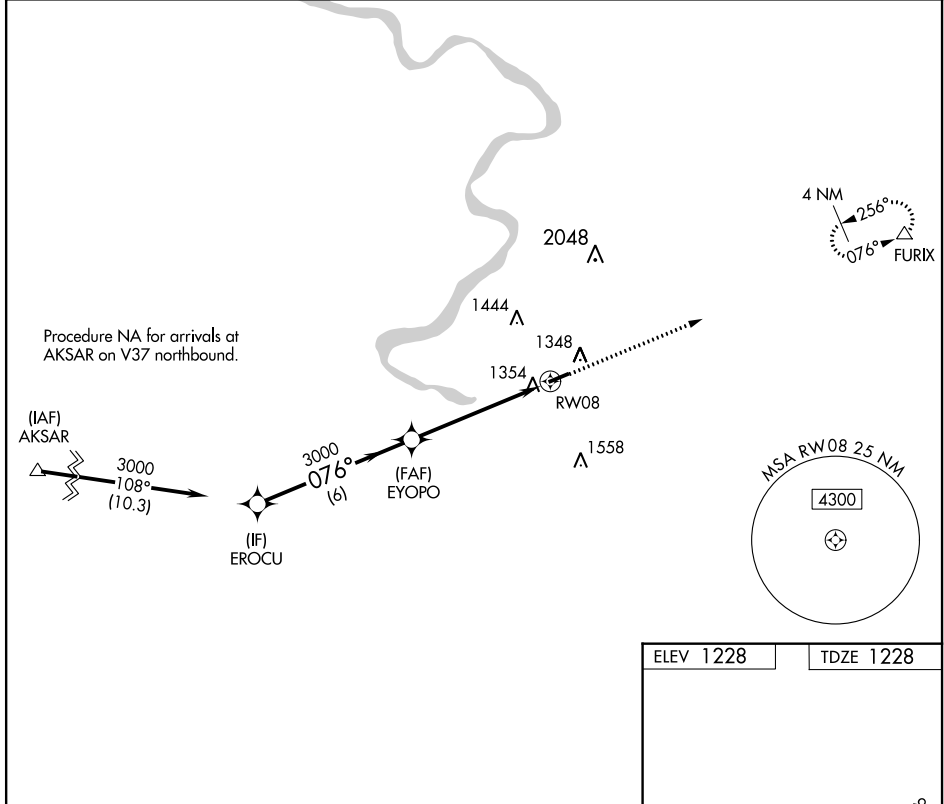 4 NM
256°
076°
FURIX
2048
1444
Procedure NA for arrivals at
AKSAR on V37 northbound.
1348
1354
RW08
(IAF)
AKSAR
3000
108°
(10.3)
3000
076°
(6)
(FAF)
EYOPO
1558
(IF)
EROCU
MSA RW08 25 NM
4300
ELEV 1228
TDZE 1228